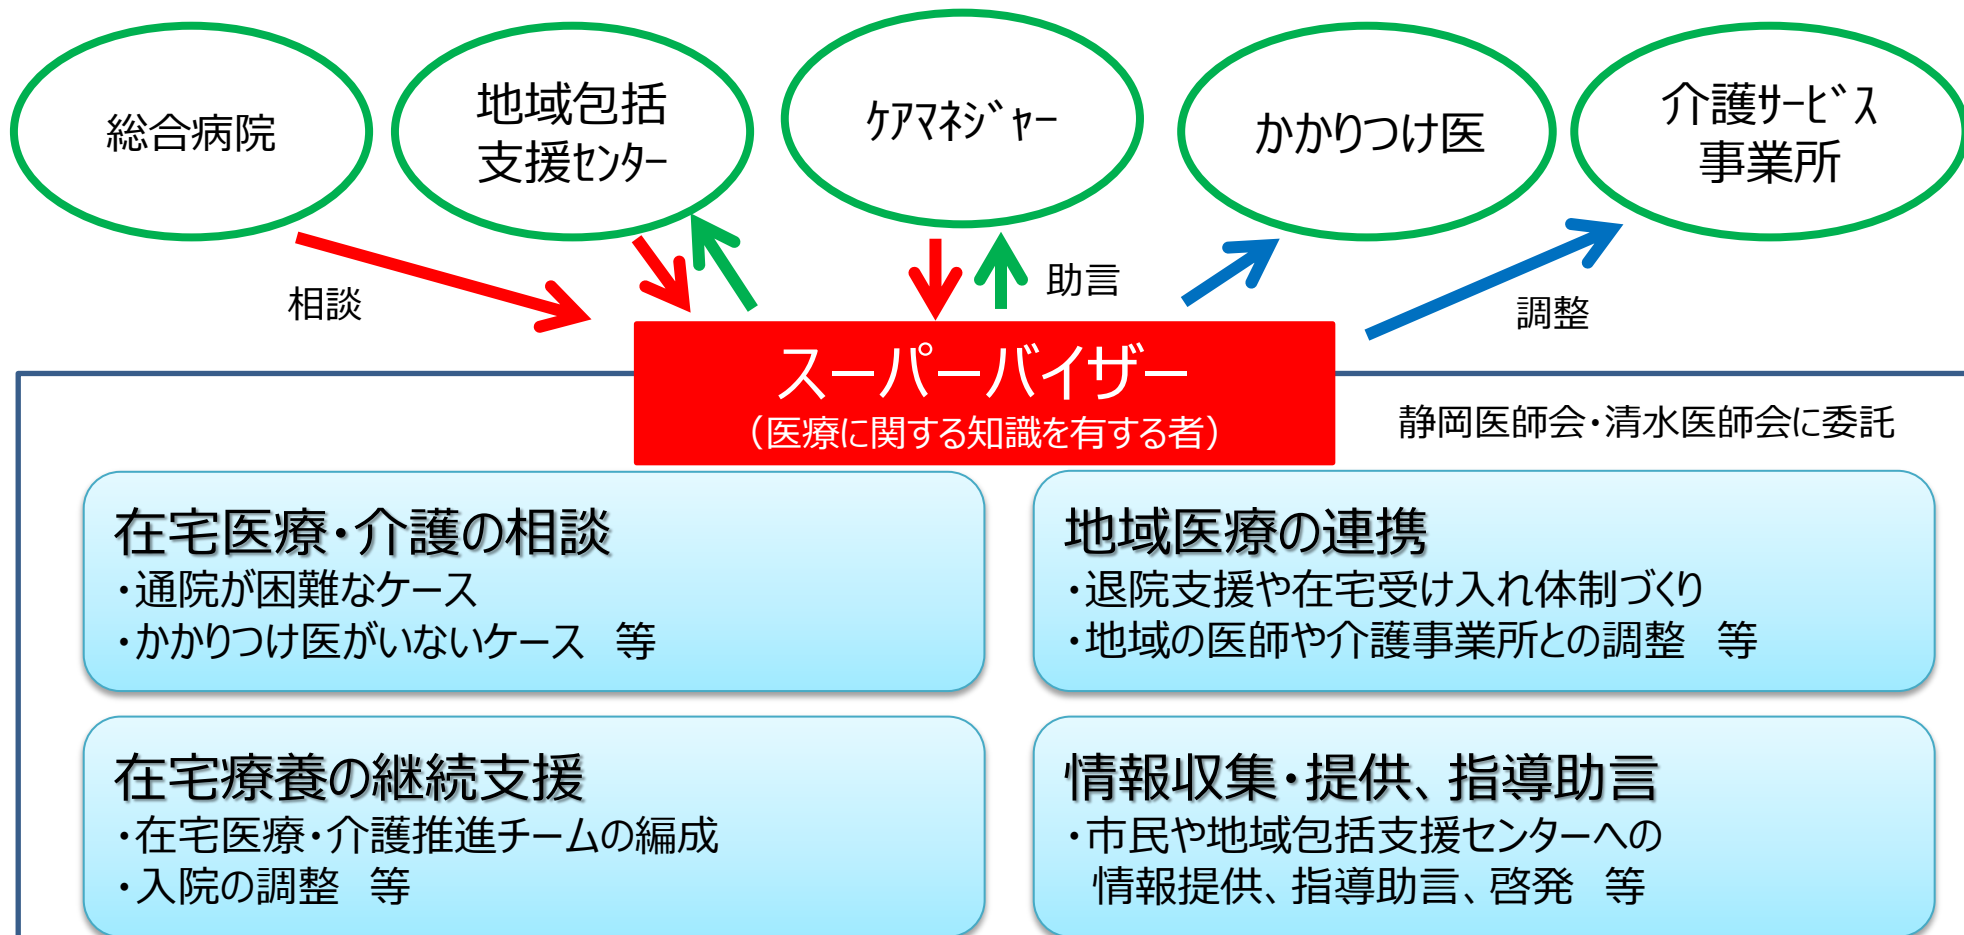 総合病院
地域包括
支援ｾﾝﾀｰ
ｹｱﾏﾈｼﾞｬｰ
かかりつけ医
介護ｻｰﾋﾞｽ
事業所
相談
助言
調整
スーパーバイザー
（医療に関する知識を有する者）
静岡医師会・清水医師会に委託
在宅医療・介護の相談
・通院が困難なケース
・かかりつけ医がいないケース　等
地域医療の連携
・退院支援や在宅受け入れ体制づくり
・地域の医師や介護事業所との調整　等
在宅療養の継続支援
・在宅医療・介護推進チームの編成
・入院の調整　等
情報収集・提供、指導助言
・市民や地域包括支援センターへの
情報提供、指導助言、啓発　等